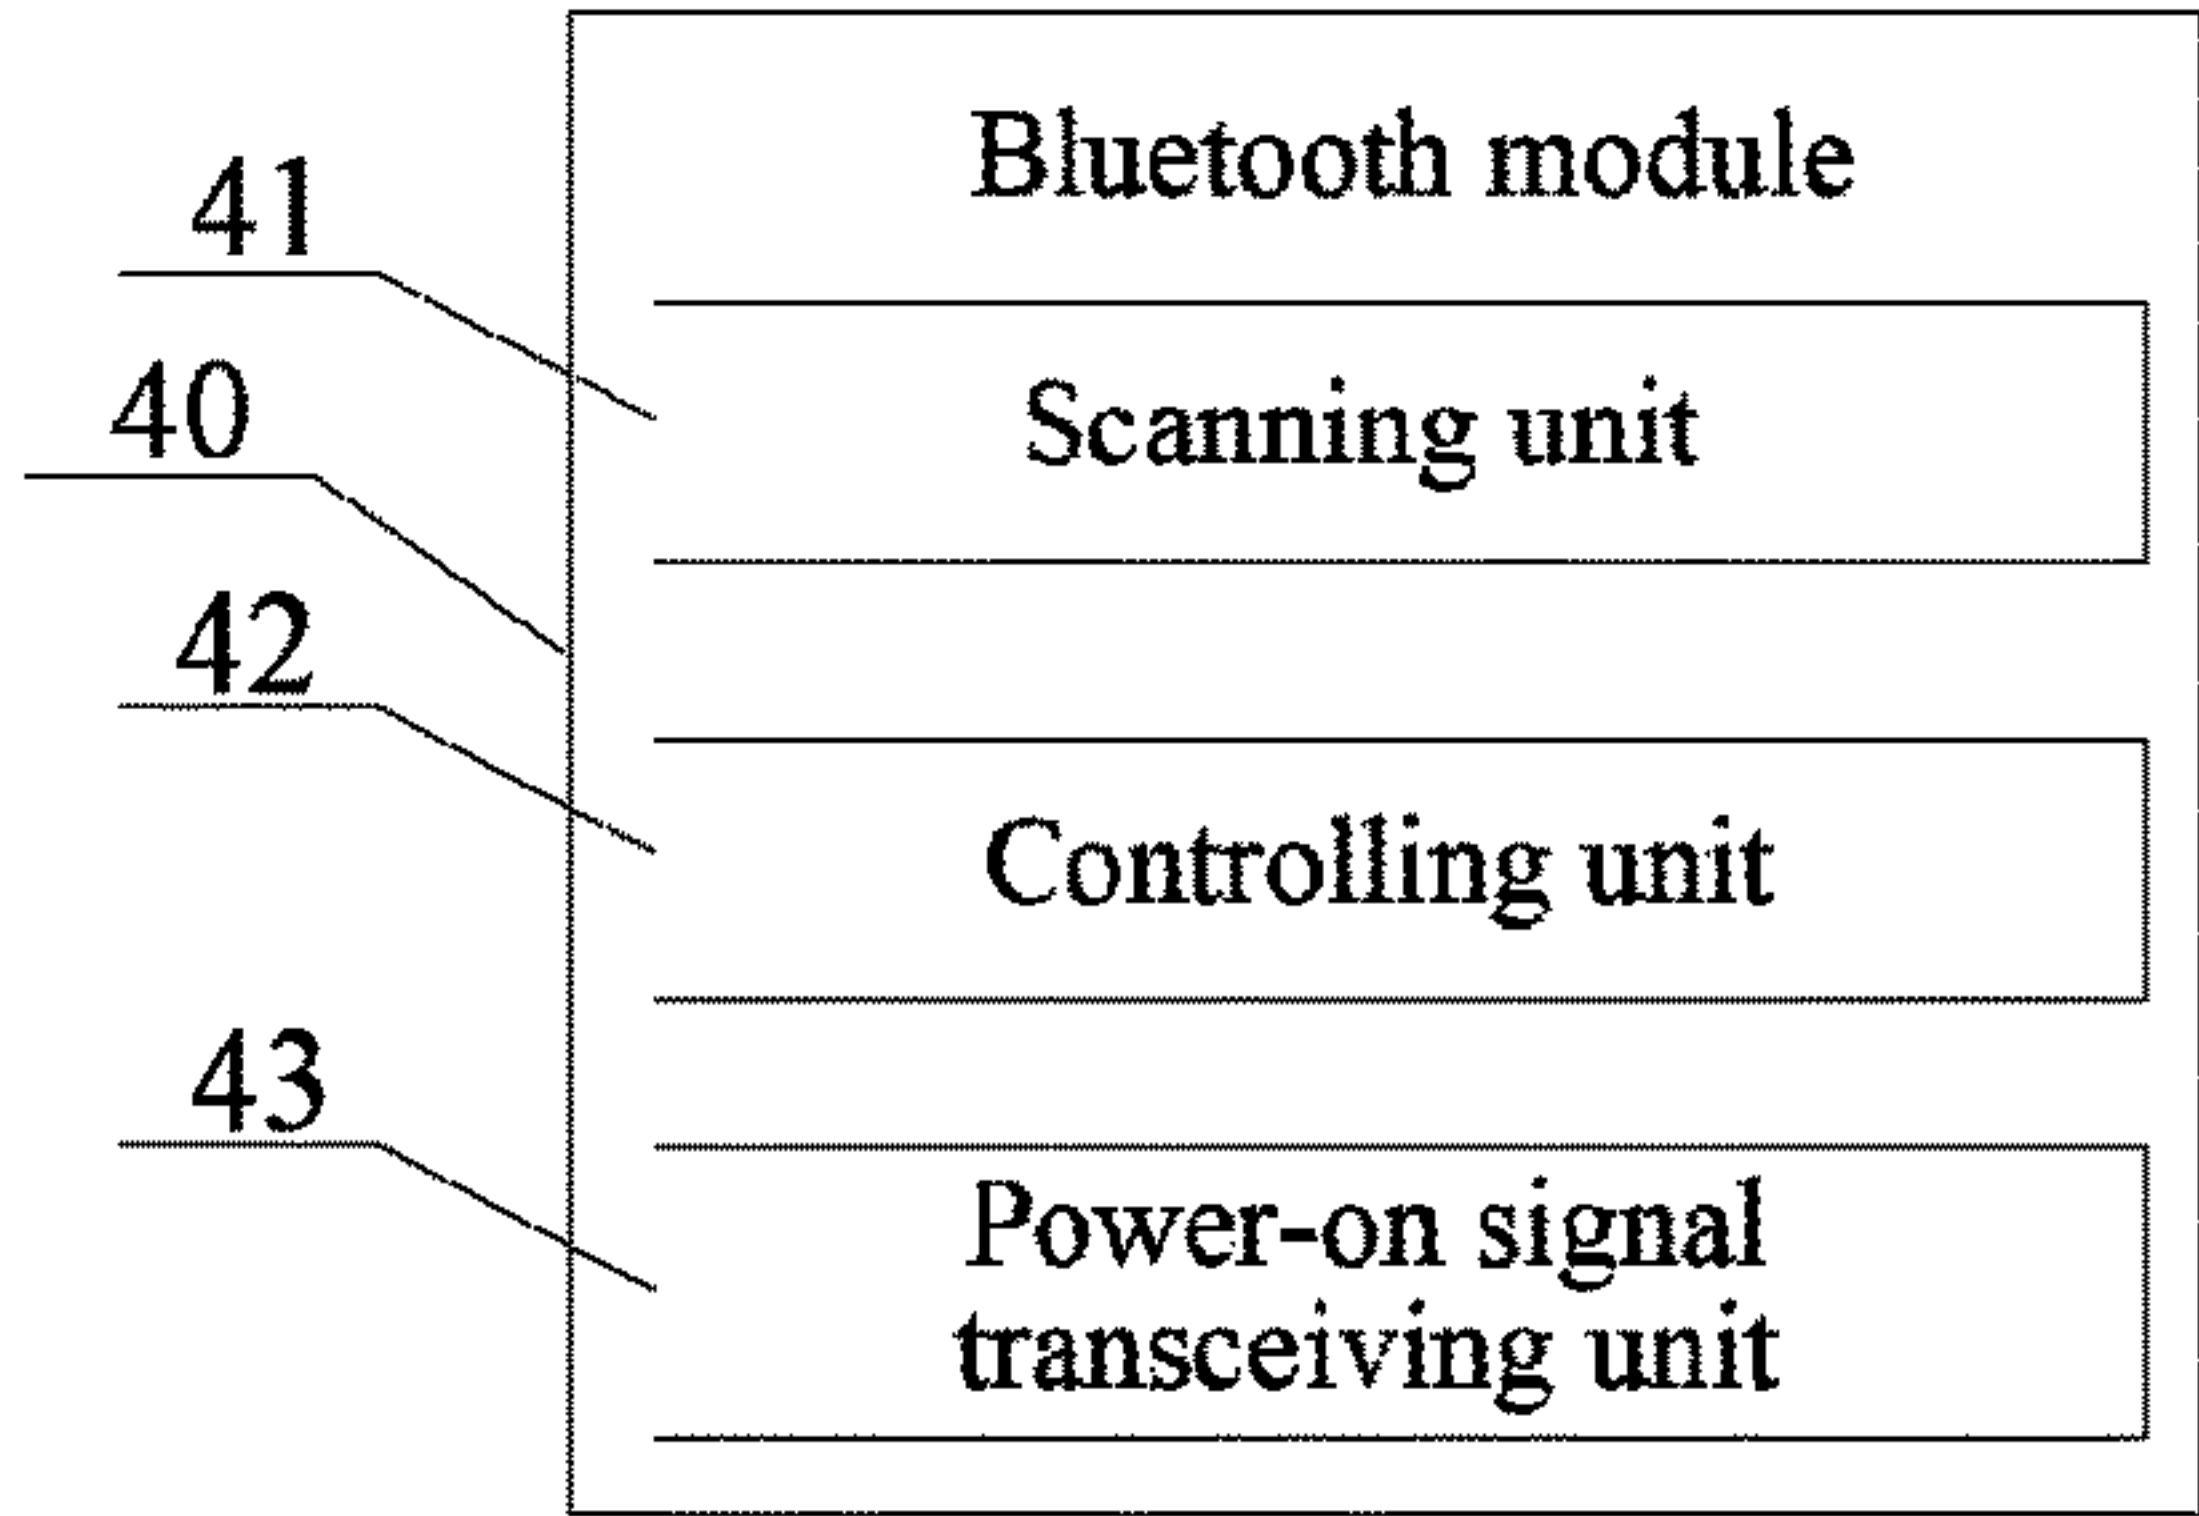 Bluetooth module
41
Scanning unit
40
42
Controlling unit
43
Power-on signal
transceiving unit